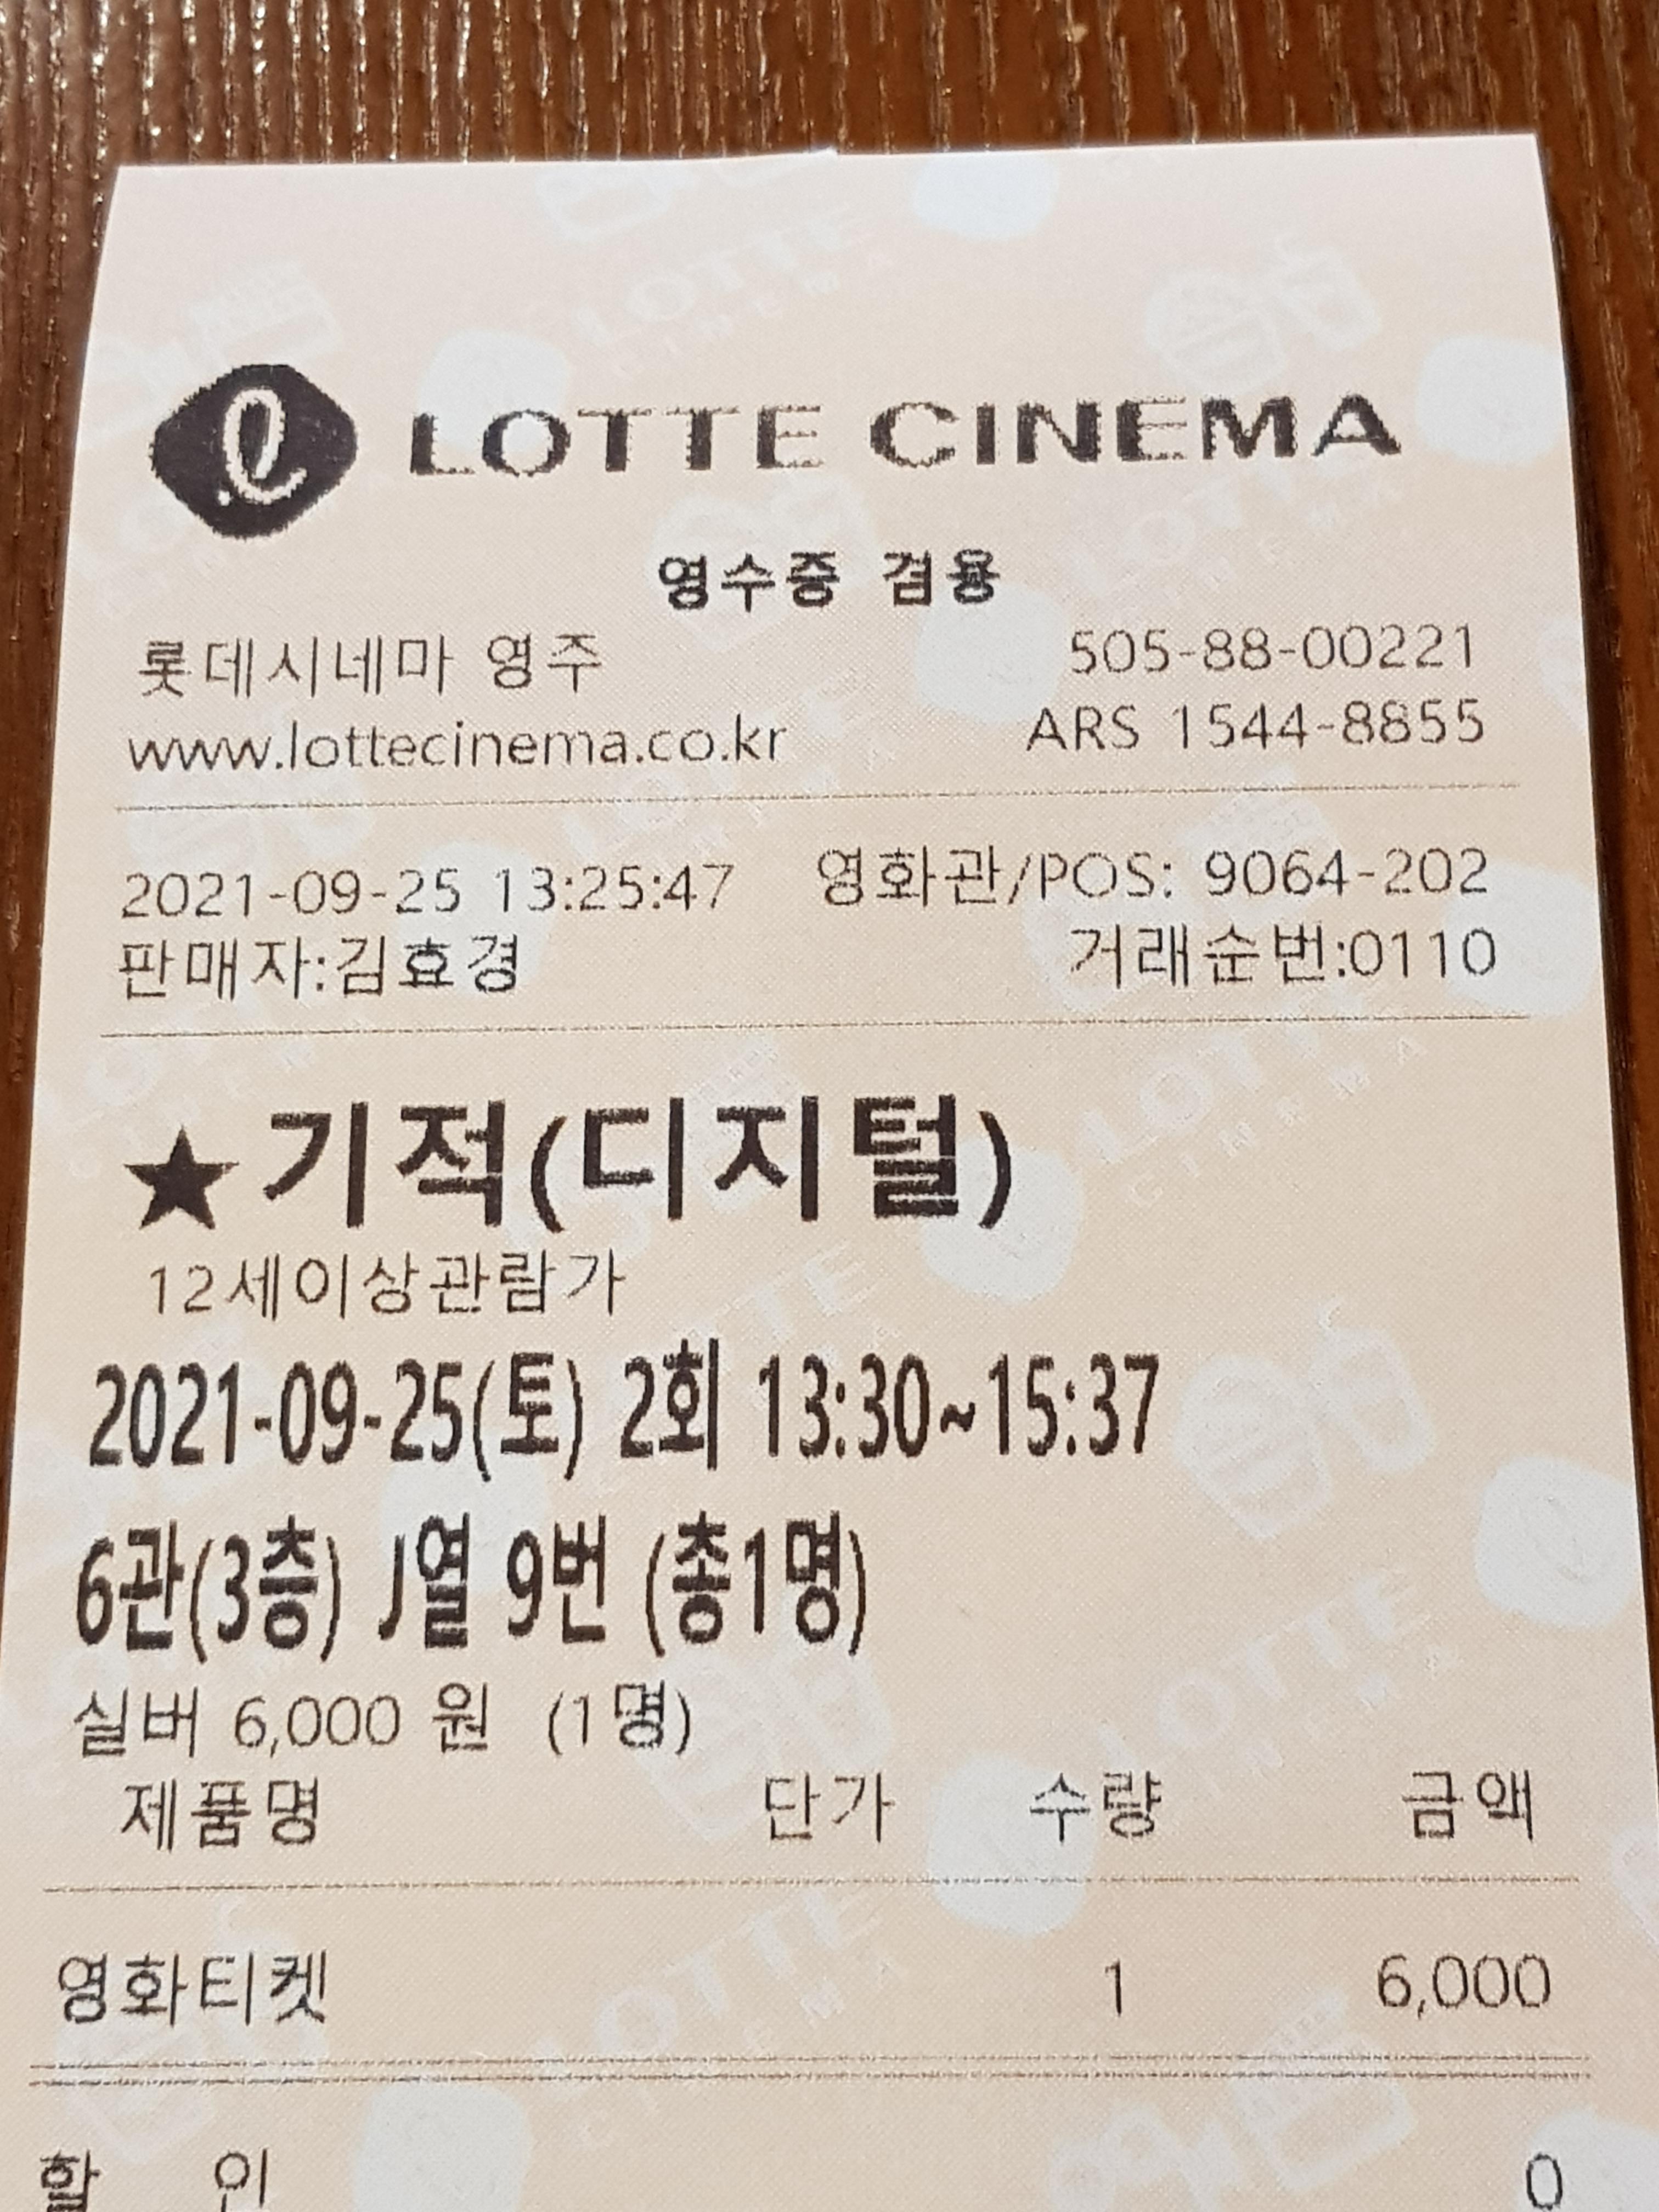 LOTTE CINEMA
영수증 겸용
롯데시네마 영주 505-88-00221
www.lottecinema.co.kr ARS 1544-8855
2021-09-25 13:25:47 영화관/POS: 9064-202
판매자:김효경 거래순번:0110
★기적(디지털)
12세이상관람가
2021-09-25(토) 2회 13:30~15:37
6관(3층) J열 9번 (총1명)
실버 6,000 원 (1명)
제품명 단가 수량 금액
영화티켓 1 6,000
할 인 0